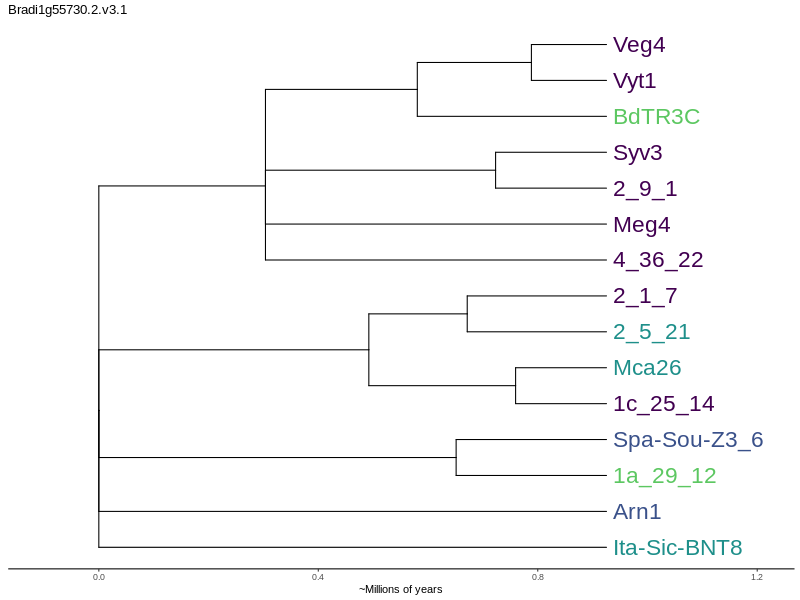 Bradi1g55730.2.v3.1
Veg4
Vyt1
BdTR3C
Syv3
2_9_1
Meg4
4_36_22
2_1_7
2_5_21
Mca26
1c_25_14
Spa-Sou-Z3_6
1a_29_12
Arn1
Ita-Sic-BNT8
0.0 0.4 0.8 1.2
~Millions of years